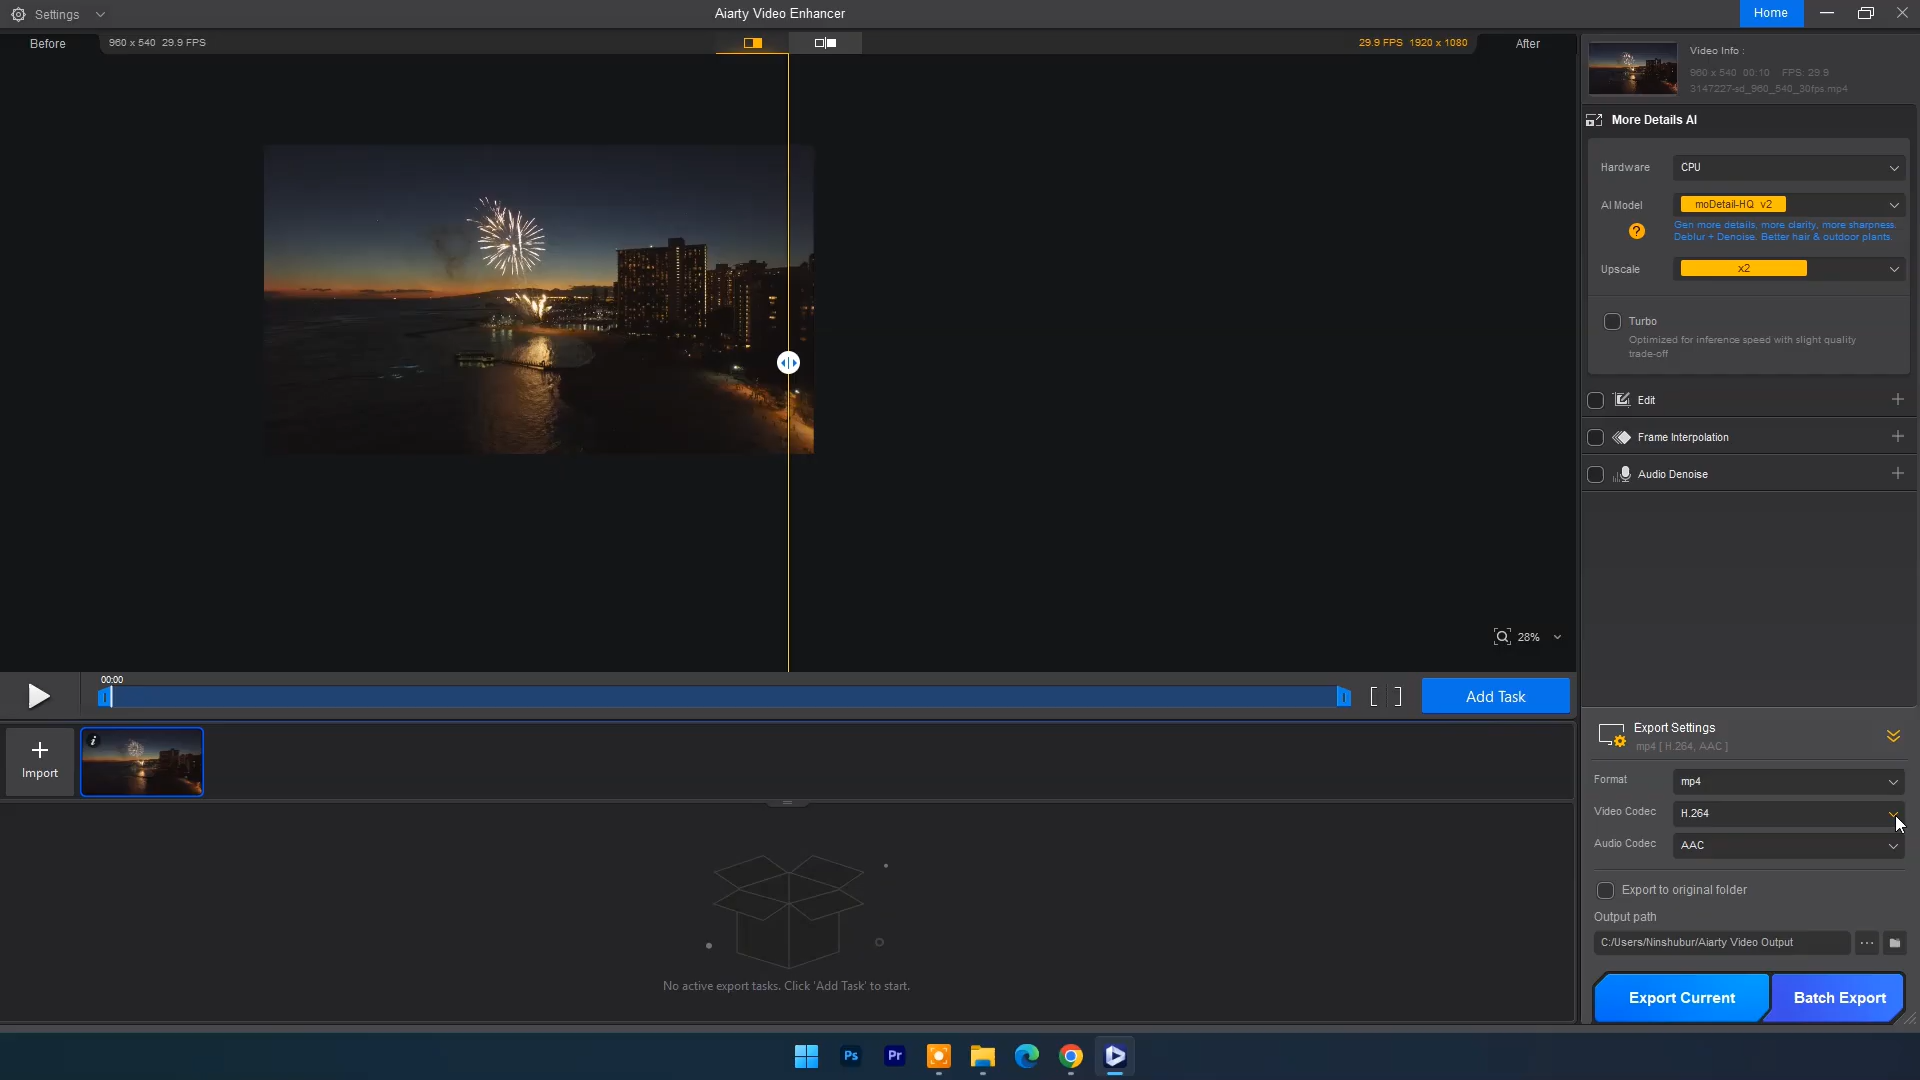 Settings
Aiarty Video Enhancer
Home
Before
960 x 540 29.9 FPS
29.9 FPS 1920 x 1080
After
Video Info :
960 x 540 00:10 FPS: 29.9
3147227-sd_960_540_30fps.mp4
More Details AI
Hardware
CPU
AI Model
moDetail-HQ v2
?
Gen more details, more clarity, more sharpness.
Deblur + Denoise. Better hair & outdoor plants.
Upscale
x2
Turbo
Optimized for inference speed with slight quality
trade-off
Edit
Frame Interpolation
Audio Denoise
28%
00:00
Add Task
Import
No active export tasks. Click 'Add Task' to start.
Export Settings
mp4 [ H.264, AAC ]
Format
mp4
Video Codec
H.264
Audio Codec
AAC
Export to original folder
Output path
C:/Users/Ninshubur/Aiarty Video Output
Export Current
Batch Export
Ps
Pr